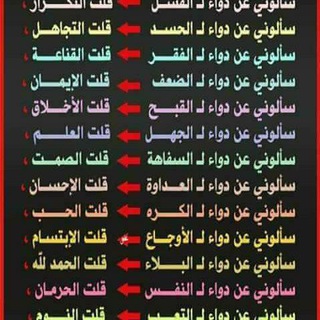 سألوني عن دواء لـ الفشل قلت التكرار ،
سألوني عن دواء لـ الحسد قلت التجاهل ،
سألوني عن دواء لـ الفقر قلت القناعة ،
سألوني عن دواء لـ الضعف قلت الإيمان ،
سألوني عن دواء لـ القبح قلت الأخلاق ،
سألوني عن دواء لـ الجهل قلت العلم ،
سألوني عن دواء لـ السفاهة قلت الصمت ،
سألوني عن دواء لـ العداوة قلت الإحسان ،
سألوني عن دواء لـ الكره قلت الحب ،
سألوني عن دواء لـ الأوجاع قلت الإبتسام ،
سألوني عن دواء لـ البلاء قلت الحمد لله ،
سألوني عن دواء لـ النفس قلت الحرمان ،
سألوني عن دواء لـ التعب قلت النوم ،